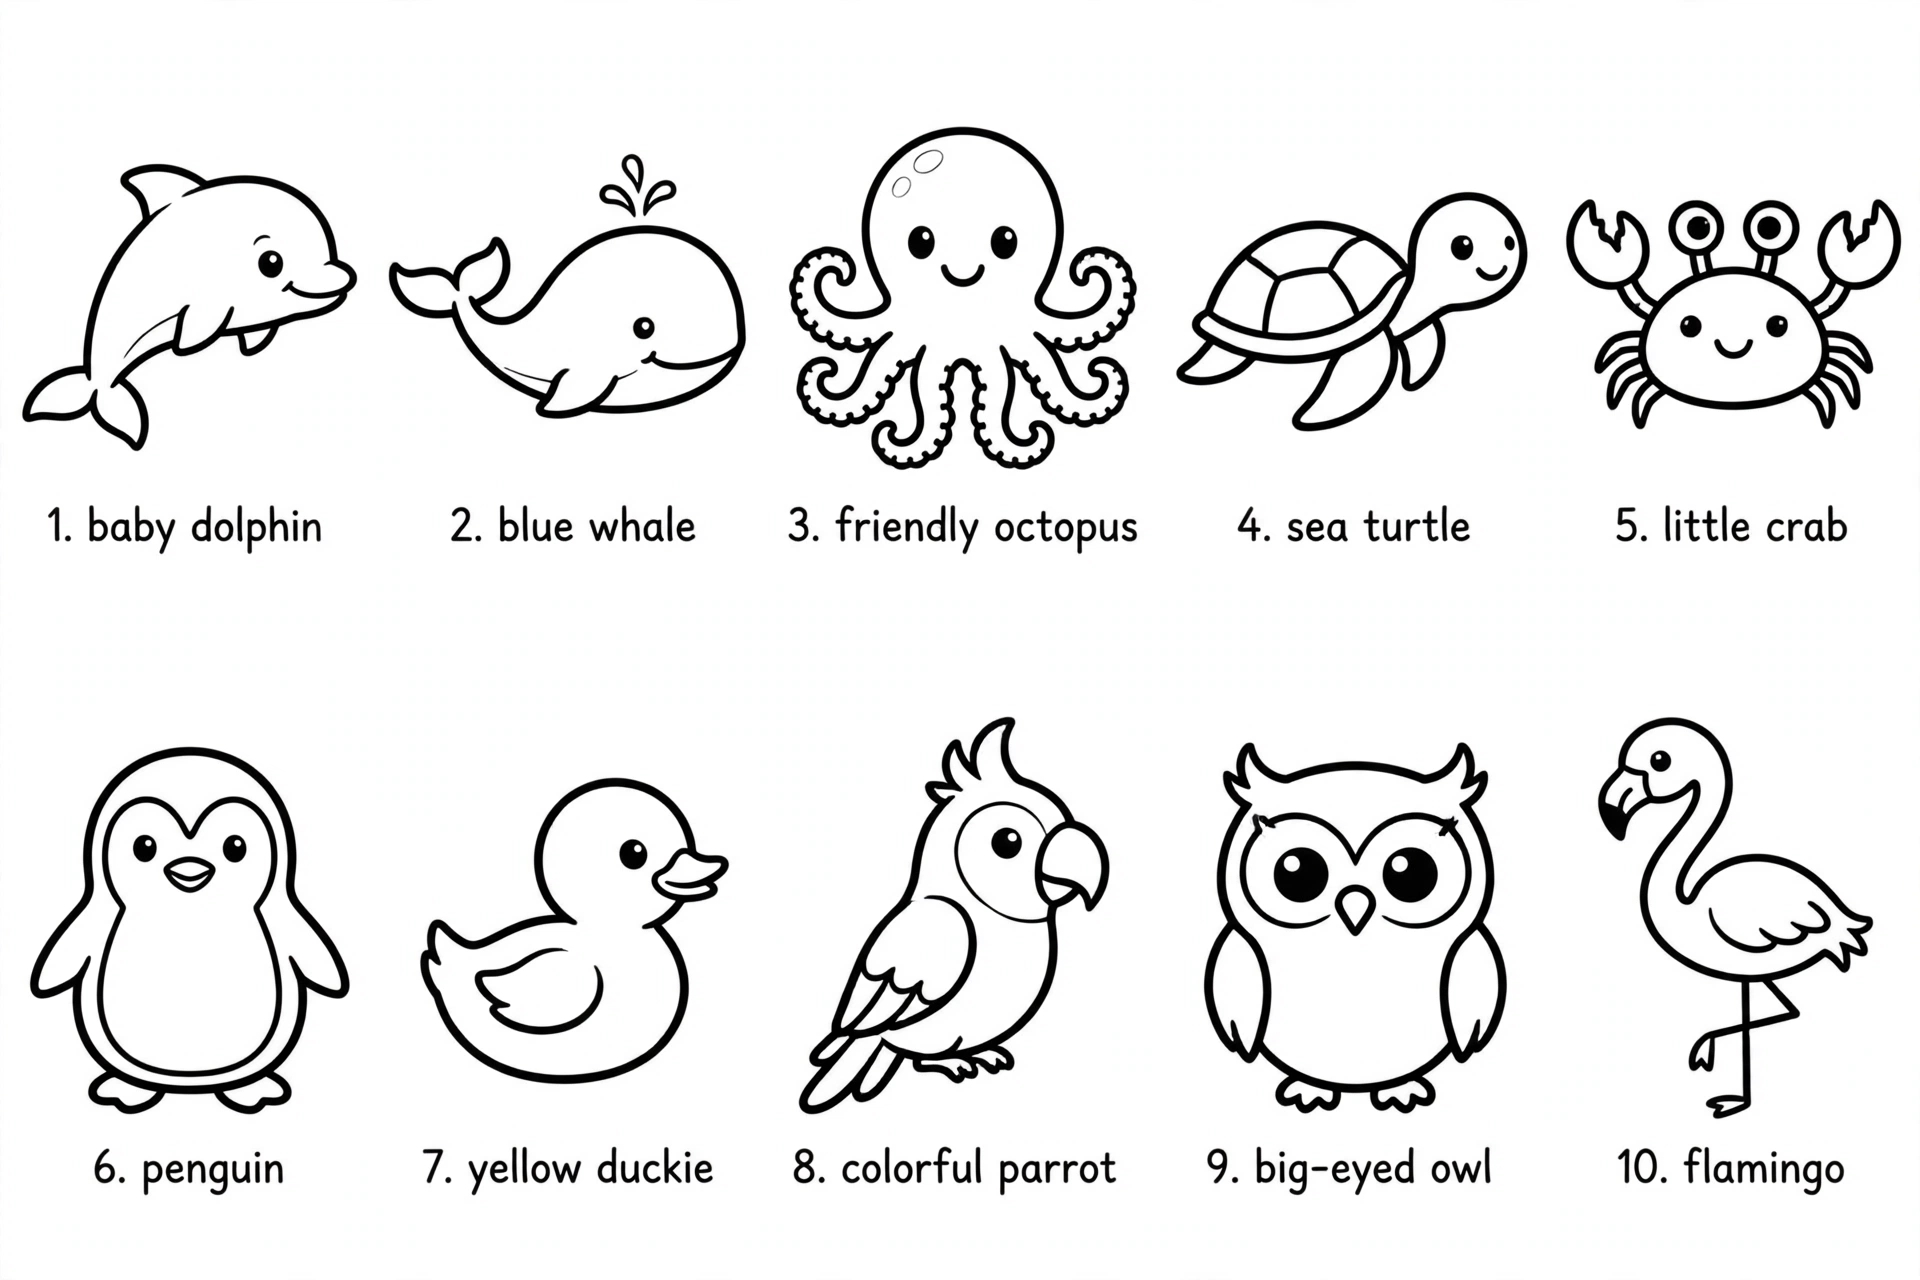 1. baby dolphin
2. blue whale
3. friendly octopus
4. sea turtle
5. little crab
6. penguin
7. yellow duckie
8. colorful parrot
9. big-eyed owl
10. flamingo